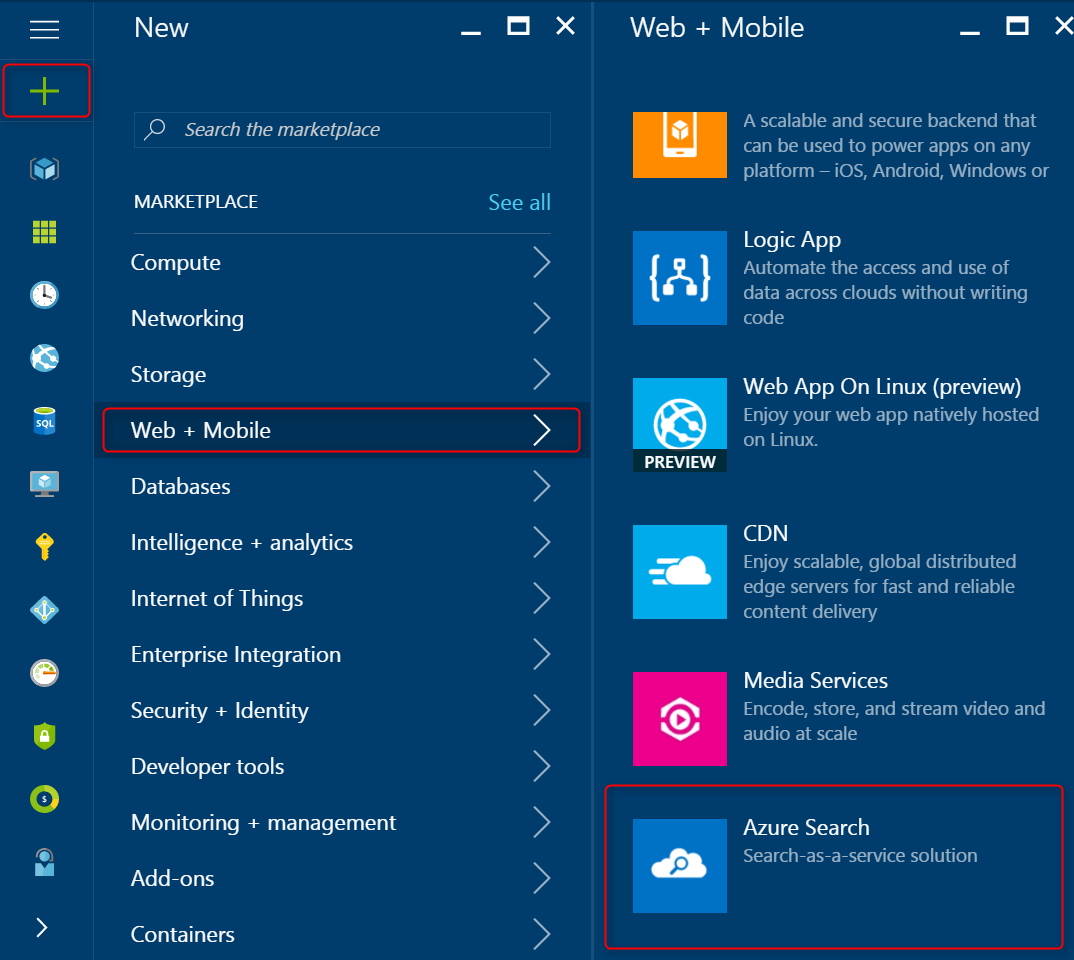 New
Search the marketplace
MARKETPLACE
See all
Compute
Networking
Storage
Web + Mobile
Databases
Intelligence + analytics
Internet of Things
Enterprise Integration
Security + Identity
Developer tools
Monitoring + management
Add-ons
Containers
SQL
$
Web + Mobile
A scalable and secure backend that
can be used to power apps on any
platform – iOS, Android, Windows or
Logic App
Automate the access and use of
data across clouds without writing
code
Web App On Linux (preview)
Enjoy your web app natively hosted
on Linux.
PREVIEW
CDN
Enjoy scalable, global distributed
edge servers for fast and reliable
content delivery
Media Services
Encode, store, and stream video and
audio at scale
Azure Search
Search-as-a-service solution